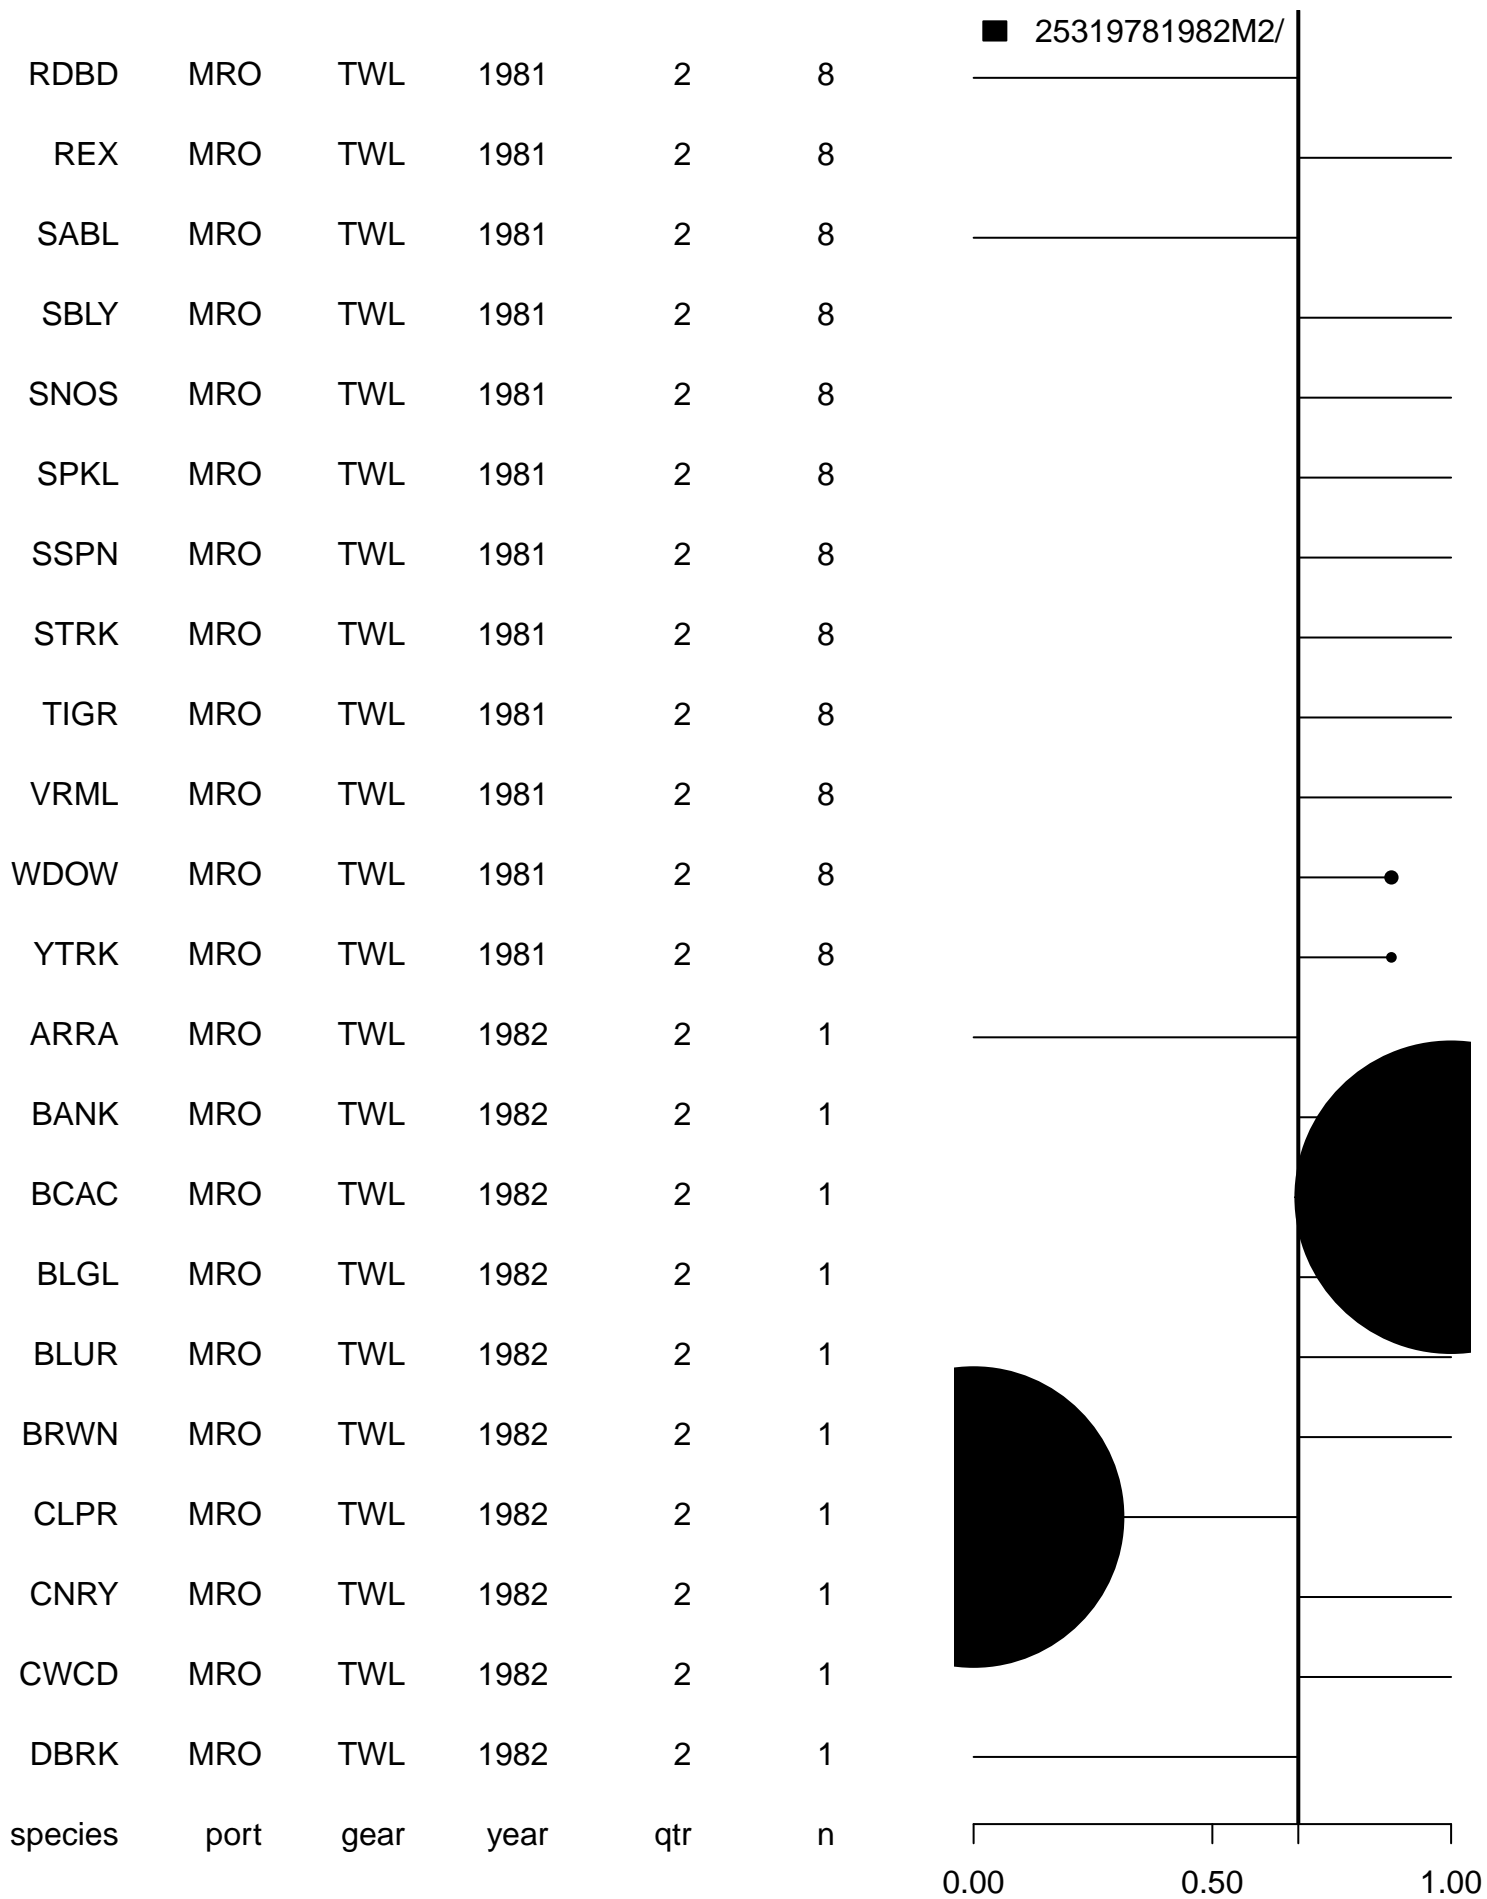 25319781982M2/
RDBD MRO TWL 1981 2 8
REX MRO TWL 1981 2 8
SABL MRO TWL 1981 2 8
SBLY MRO TWL 1981 2 8
SNOS MRO TWL 1981 2 8
SPKL MRO TWL 1981 2 8
SSPN MRO TWL 1981 2 8
STRK MRO TWL 1981 2 8
TIGR MRO TWL 1981 2 8
VRML MRO TWL 1981 2 8
WDOW MRO TWL 1981 2 8
YTRK MRO TWL 1981 2 8
ARRA MRO TWL 1982 2 1
BANK MRO TWL 1982 2 1
BCAC MRO TWL 1982 2 1
BLGL MRO TWL 1982 2 1
BLUR MRO TWL 1982 2 1
BRWN MRO TWL 1982 2 1
CLPR MRO TWL 1982 2 1
CNRY MRO TWL 1982 2 1
CWCD MRO TWL 1982 2 1
DBRK MRO TWL 1982 2 1
species port gear year qtr n
0.00 0.50 1.00